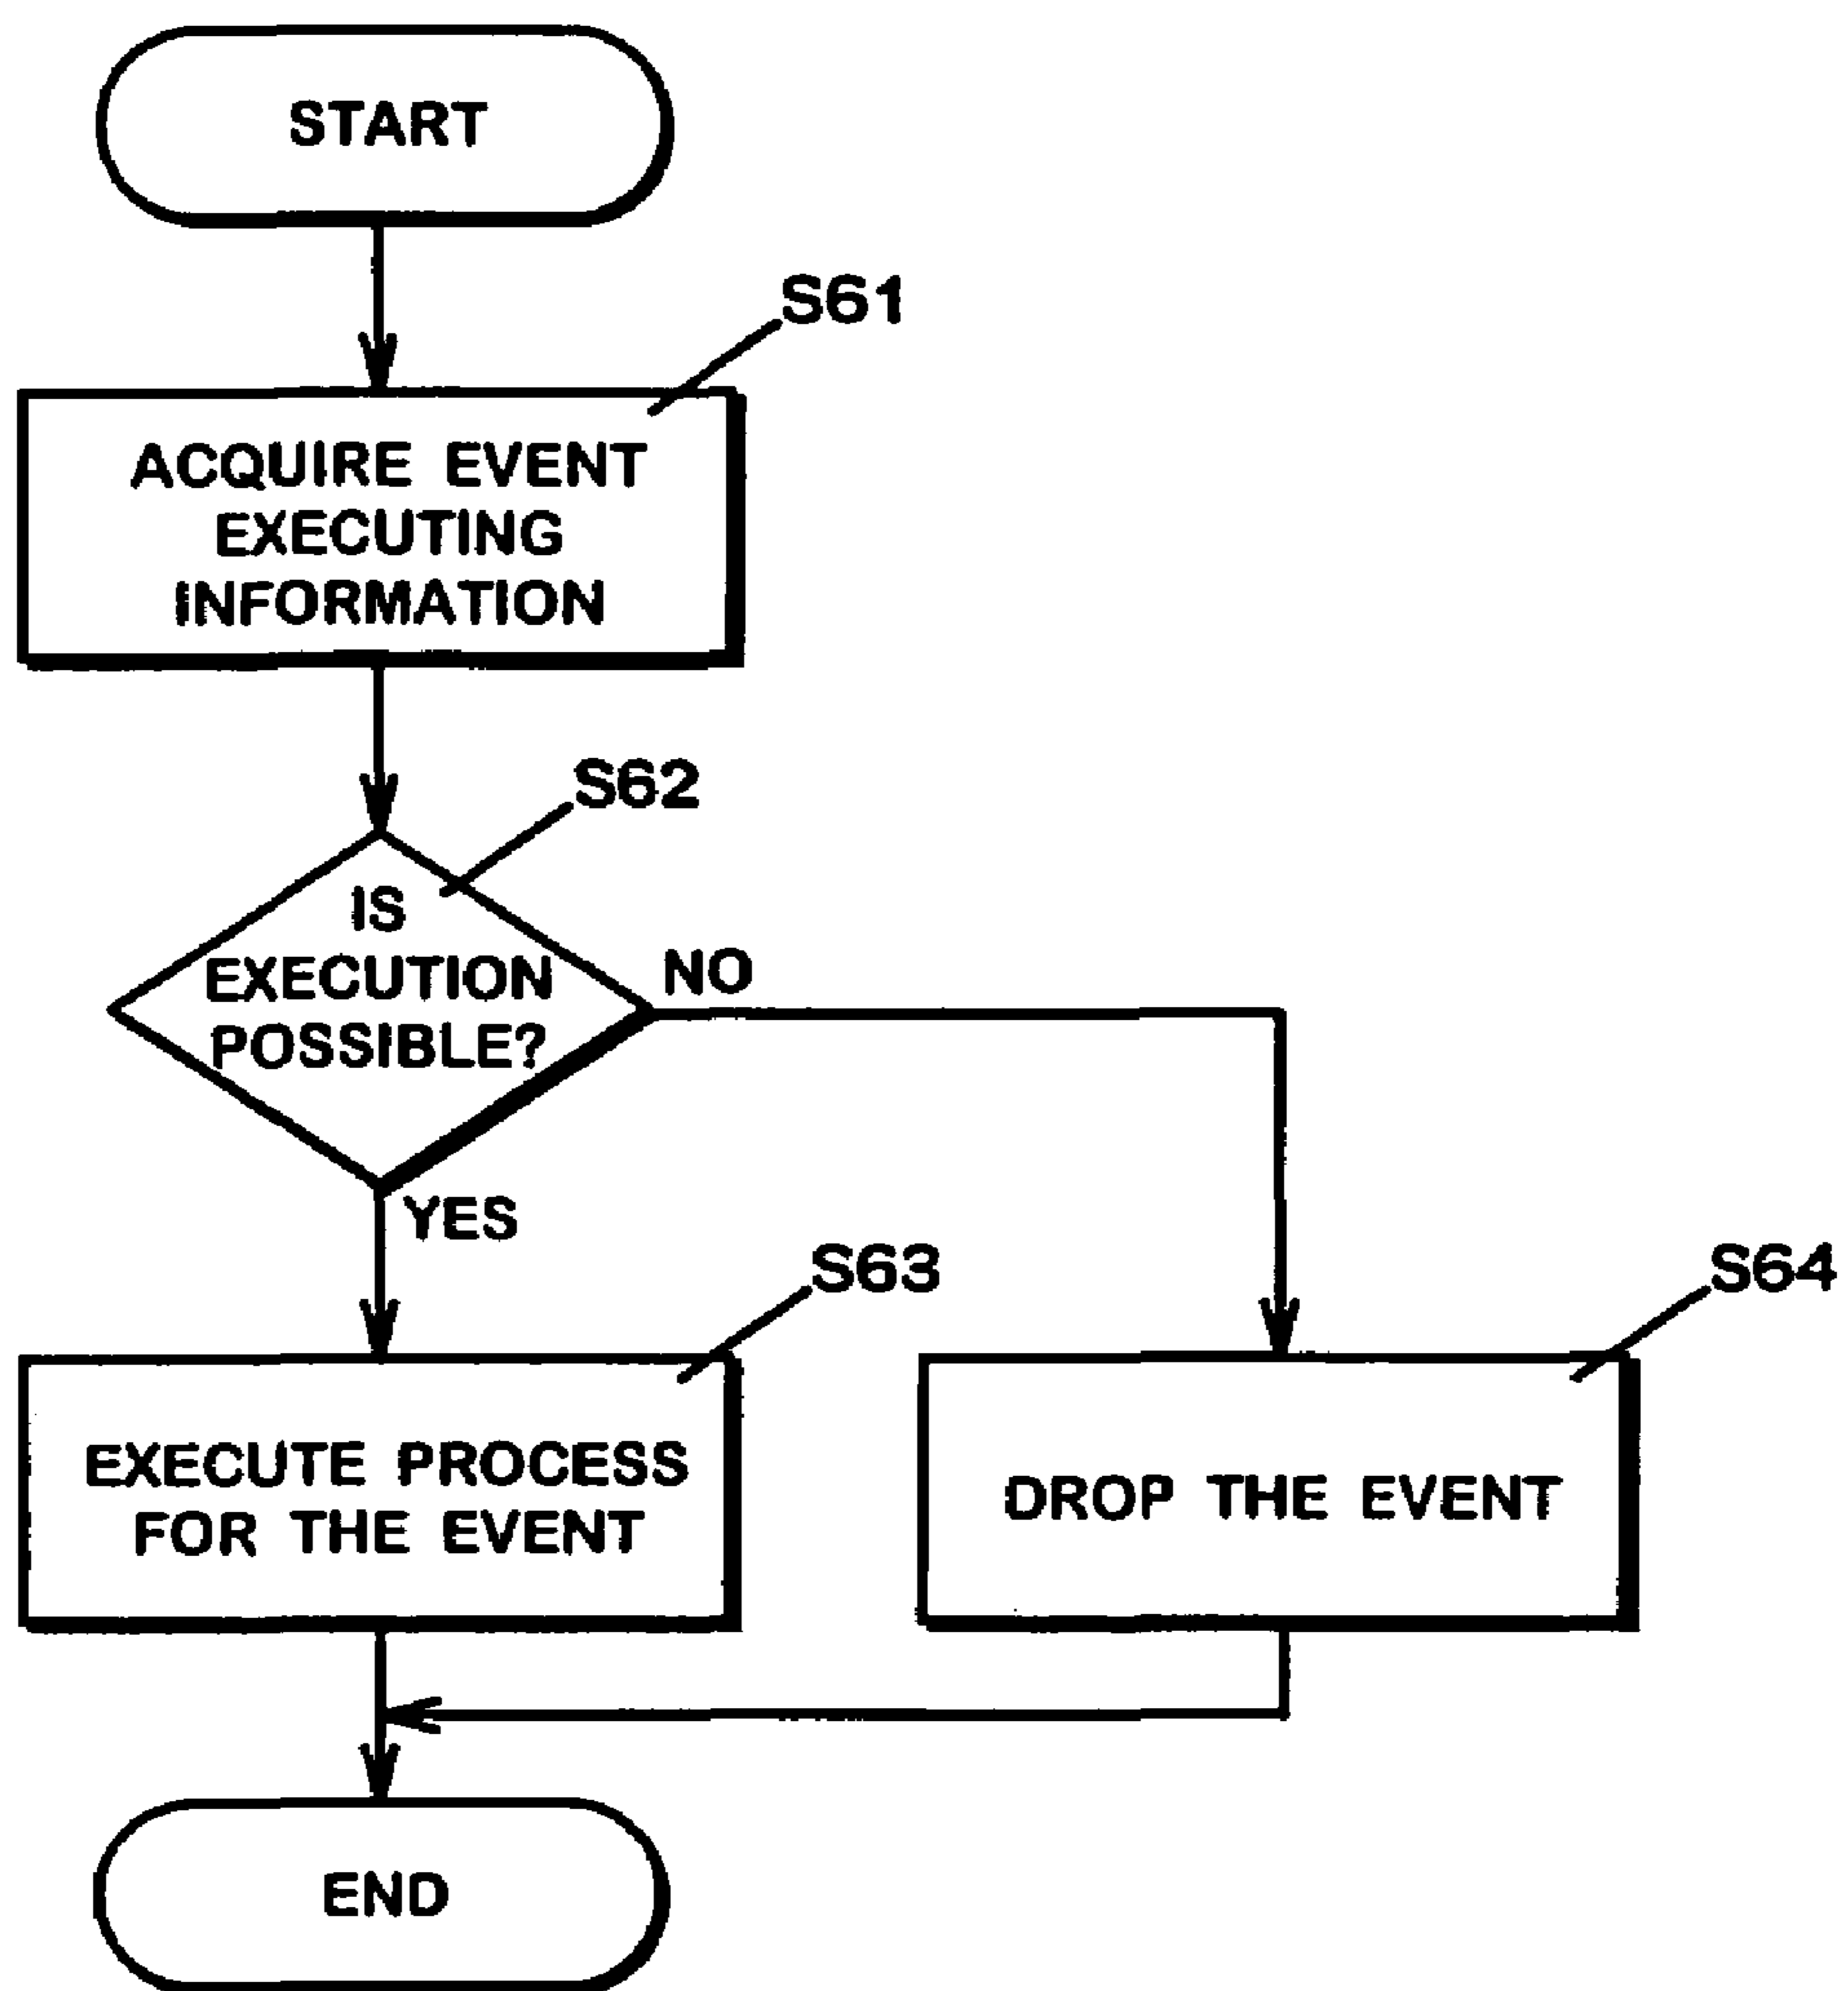 START
S61
ACQUIRE EVENT
EXECUTING
INFORMATION
S62
IS
EXECUTION
POSSIBLE?
NO
YES
S63
S64
EXECUTE PROCESS
FOR THE EVENT
DROP THE EVENT
END